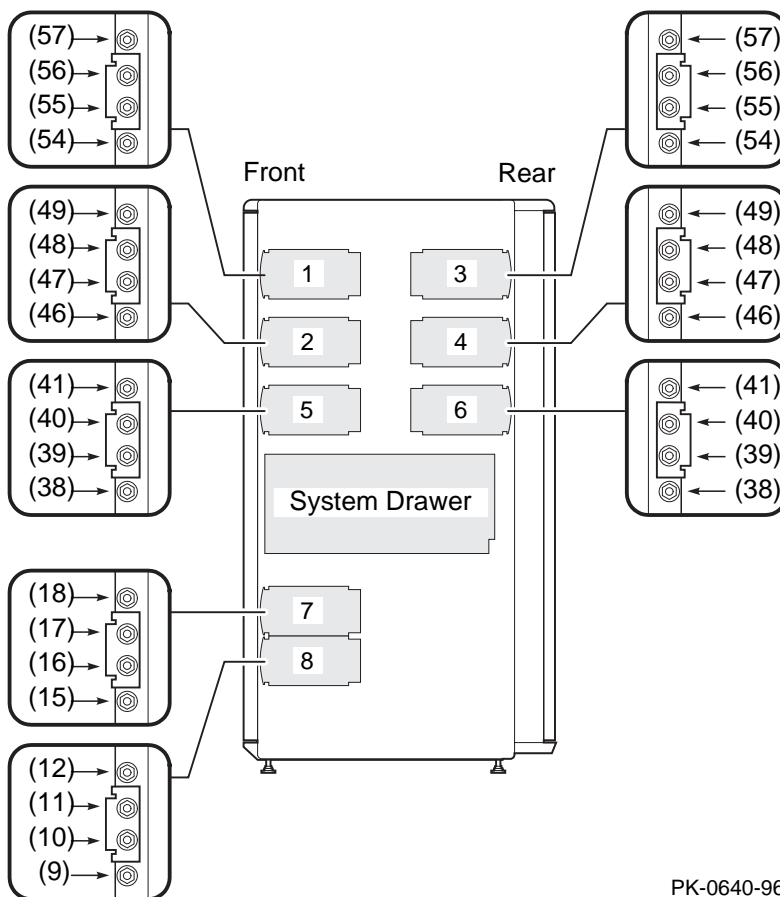 (57) (57)
(56) (56)
(55) (55)
(54) (54)
Front Rear
(49) (49)
(48) 1 3 (48)
(47) (47)
(46) 2 4 (46)
(41) (41)
(40) 5 6 (40)
(39) (39)
(38) System Drawer (38)
(18)
(17) 7
(16)
(15) 8
(12)
(11)
(10)
(9)
PK-0640-96